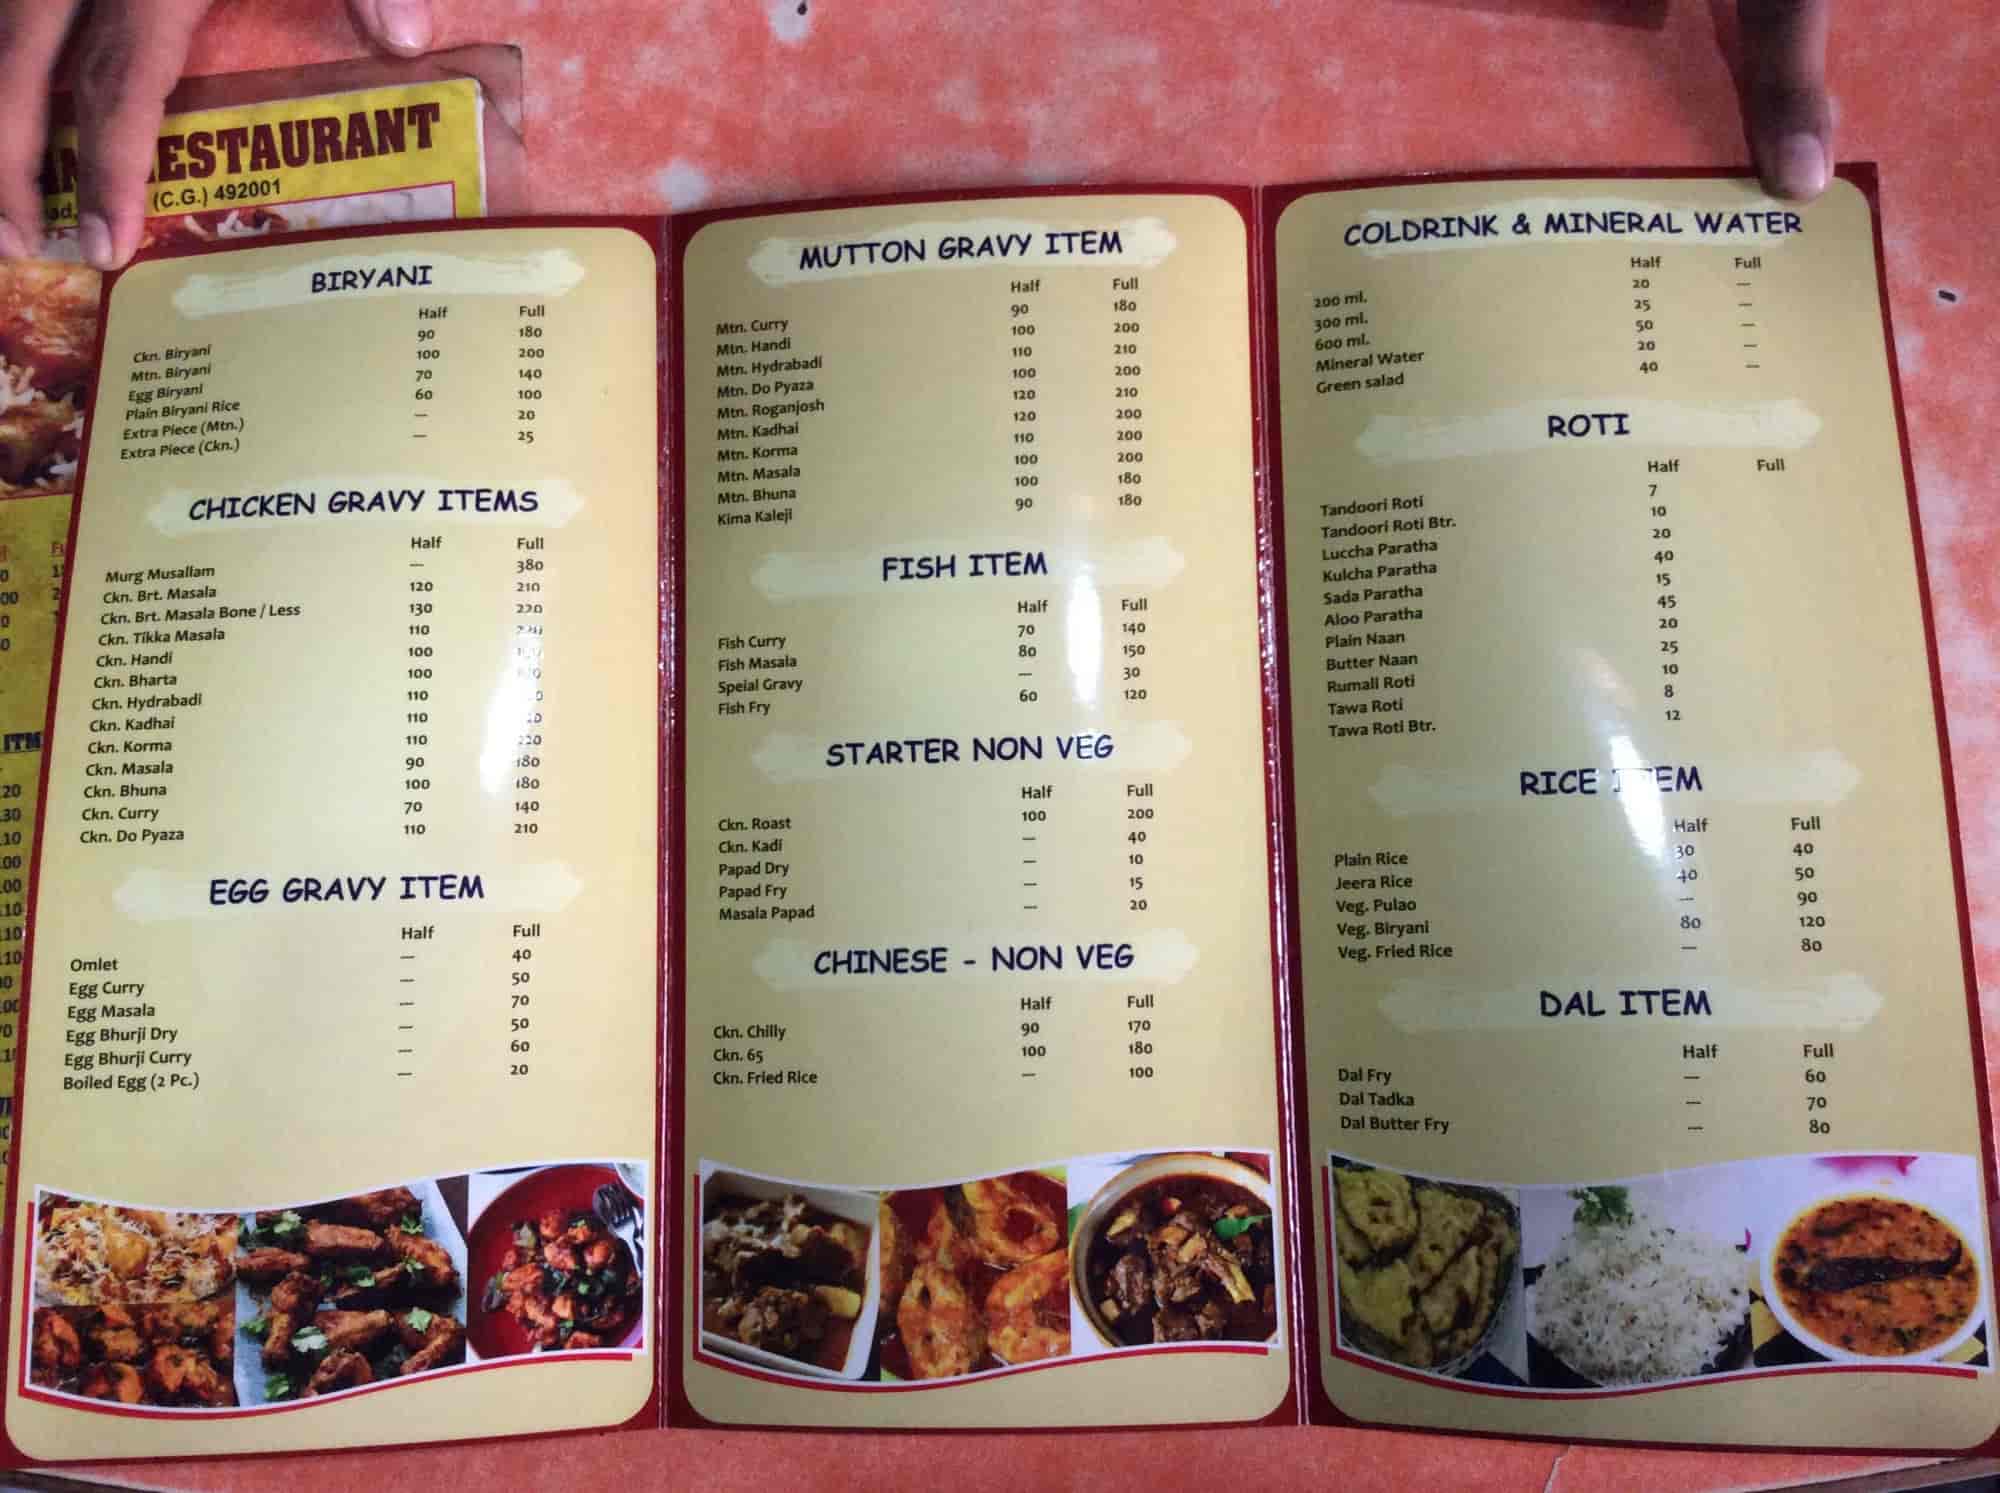 ESTAURANT
(C.G.) 492001
BIRYANI
Half Full
Ckn. Biryani 90 180
Mtn. Biryani 100 200
Egg Biryani 70 140
Plain Biryani Rice 60 100
Extra Piece (Mtn.) — 20
Extra Piece (Ckn.) — 25
CHICKEN GRAVY ITEMS
Half Full
Murg Musallam — 380
Ckn. Brt. Masala 120 210
Ckn. Brt. Masala Bone / Less 130 220
Ckn. Tikka Masala 110
Ckn. Handi 100
Ckn. Bharta 100
Ckn. Hydrabadi 110
Ckn. Kadhai 110
Ckn. Korma 110 220
Ckn. Masala 90 180
Ckn. Bhuna 100 180
Ckn. Curry 70 140
Ckn. Do Pyaza 110 210
EGG GRAVY ITEM
Half Full
Omlet — 40
Egg Curry — 50
Egg Masala — 70
Egg Bhurji Dry — 50
Egg Bhurji Curry — 60
Boiled Egg (2 Pc.) — 20
MUTTON GRAVY ITEM
Half Full
Mtn. Curry 90 180
Mtn. Handi 100 200
Mtn. Hydrabadi 110 210
Mtn. Do Pyaza 100 200
Mtn. Roganjosh 120 210
Mtn. Kadhai 120 200
Mtn. Korma 110 200
Mtn. Masala 100 200
Mtn. Bhuna 100 180
Kima Kaleji 90 180
FISH ITEM
Half Full
Fish Curry 70 140
Fish Masala 80 150
Speial Gravy — 30
Fish Fry 60 120
STARTER NON VEG
Half Full
Ckn. Roast 100 200
Ckn. Kadi — 40
Papad Dry — 10
Papad Fry — 15
Masala Papad — 20
CHINESE - NON VEG
Half Full
Ckn. Chilly 90 170
Ckn. 65 100 180
Ckn. Fried Rice — 100
COLDRINK & MINERAL WATER
Half Full
200 ml. 20 —
300 ml. 25 —
600 ml. 50 —
Mineral Water 20 —
Green salad 40 —
ROTI
Half Full
Tandoori Roti 7
Tandoori Roti Btr. 10
Luccha Paratha 20
Kulcha Paratha 40
Sada Paratha 15
Aloo Paratha 45
Plain Naan 20
Butter Naan 25
Rumali Roti 10
Tawa Roti 8
Tawa Roti Btr. 12
RICE ITEM
Half Full
Plain Rice 30 40
Jeera Rice 40 50
Veg. Pulao — 90
Veg. Biryani 80 120
Veg. Fried Rice — 80
DAL ITEM
Half Full
Dal Fry — 60
Dal Tadka — 70
Dal Butter Fry — 80